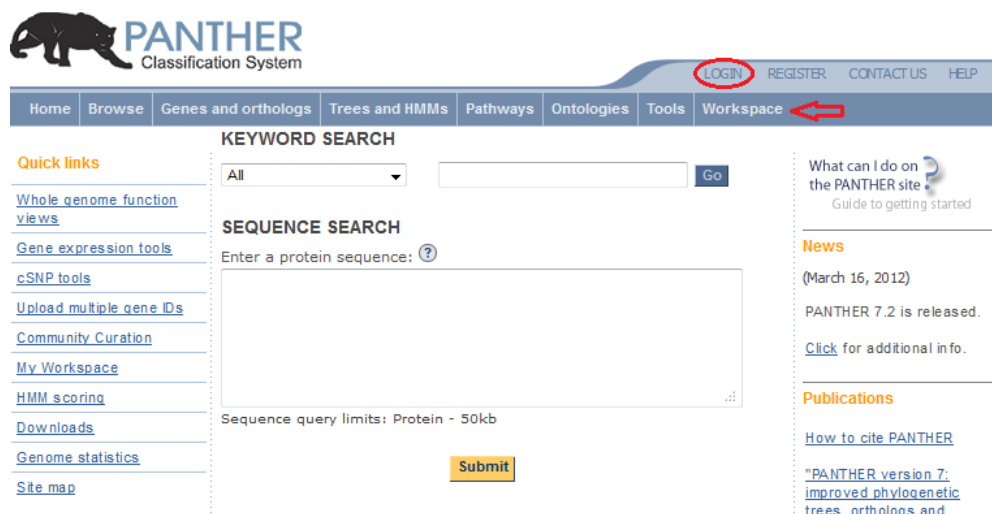 PANTHER
Classification System
LOGIN REGISTER CONTACT US HELP
Home Browse Genes and orthologs Trees and HMMs Pathways Ontologies Tools Workspace
Quick links
Whole genome function
views
Gene expression tools
cSNP tools
Upload multiple gene IDs
Community Curation
My Workspace
HMM scoring
Downloads
Genome statistics
Site map
KEYWORD SEARCH
All
Go
SEQUENCE SEARCH
Enter a protein sequence: ?
Sequence query limits: Protein - 50kb
Submit
What can I do on
the PANTHER site ?
Guide to getting started
News
(March 16, 2012)
PANTHER 7.2 is released.
Click for additional info.
Publications
How to cite PANTHER
"PANTHER version 7:
improved phylogenetic
trees, orthologs and